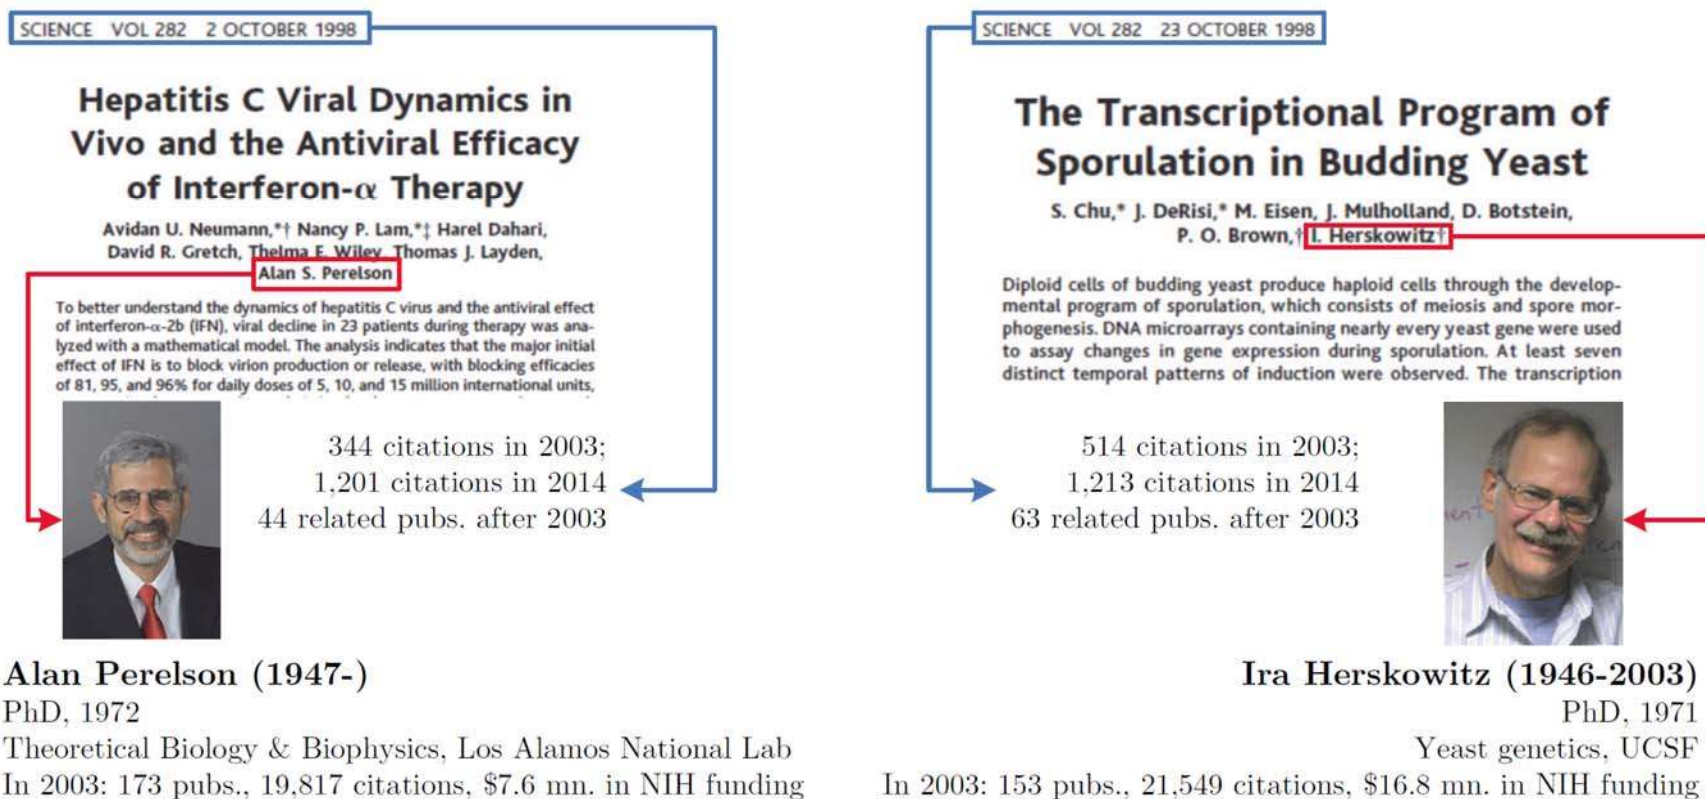 SCIENCE VOL 282 2 OCTOBER 1998
Hepatitis C Viral Dynamics in
Vivo and the Antiviral Efficacy
of Interferon-α Therapy
Avidan U. Neumann,*† Nancy P. Lam,*‡ Harel Dahari,
David R. Gretch, Thelma E. Wiley, Thomas J. Layden,
Alan S. Perelson
To better understand the dynamics of hepatitis C virus and the antiviral effect
of interferon-α-2b (IFN), viral decline in 23 patients during therapy was ana-
lyzed with a mathematical model. The analysis indicates that the major initial
effect of IFN is to block virion production or release, with blocking efficacies
of 81, 95, and 96% for daily doses of 5, 10, and 15 million international units,
344 citations in 2003;
1,201 citations in 2014
44 related pubs. after 2003
Alan Perelson (1947-)
PhD, 1972
Theoretical Biology & Biophysics, Los Alamos National Lab
In 2003: 173 pubs., 19,817 citations, $7.6 mn. in NIH funding
SCIENCE VOL 282 23 OCTOBER 1998
The Transcriptional Program of
Sporulation in Budding Yeast
S. Chu,* J. DeRisi,* M. Eisen, J. Mulholland, D. Botstein,
P. O. Brown,† I. Herskowitz†
Diploid cells of budding yeast produce haploid cells through the develop-
mental program of sporulation, which consists of meiosis and spore mor-
phogenesis. DNA microarrays containing nearly every yeast gene were used
to assay changes in gene expression during sporulation. At least seven
distinct temporal patterns of induction were observed. The transcription
514 citations in 2003;
1,213 citations in 2014
63 related pubs. after 2003
Ira Herskowitz (1946-2003)
PhD, 1971
Yeast genetics, UCSF
In 2003: 153 pubs., 21,549 citations, $16.8 mn. in NIH funding